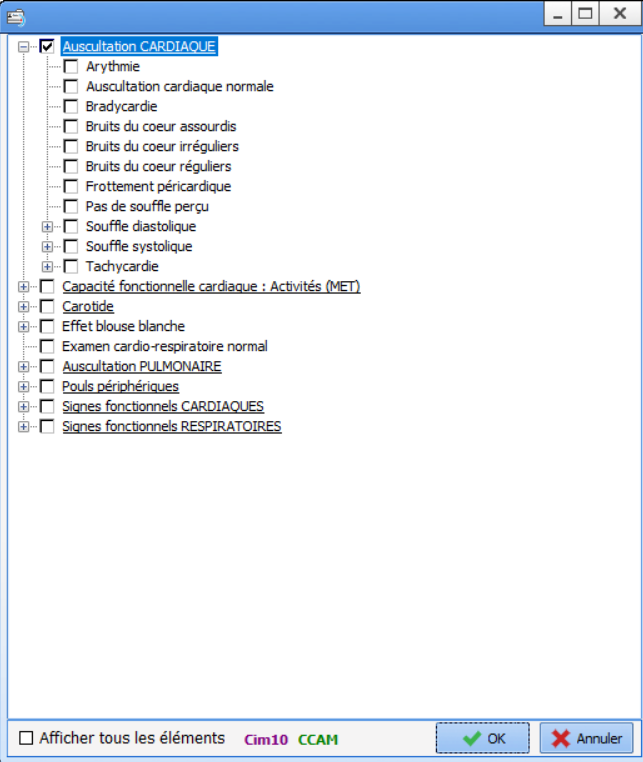 Auscultation CARDIAQUE
Arythmie
Auscultation cardiaque normale
Bradycardie
Bruits du coeur assourdis
Bruits du coeur irréguliers
Bruits du coeur réguliers
Frottement péricardique
Pas de souffle perçu
Souffle diastolique
Souffle systolique
Tachycardie
Capacité fonctionnelle cardiaque : Activités (MET)
Carotide
Effet blouse blanche
Examen cardio-respiratoire normal
Auscultation PULMONAIRE
Pouls périphériques
Signes fonctionnels CARDIAQUES
Signes fonctionnels RESPIRATOIRES
Afficher tous les éléments Cim10 CCAM OK Annuler